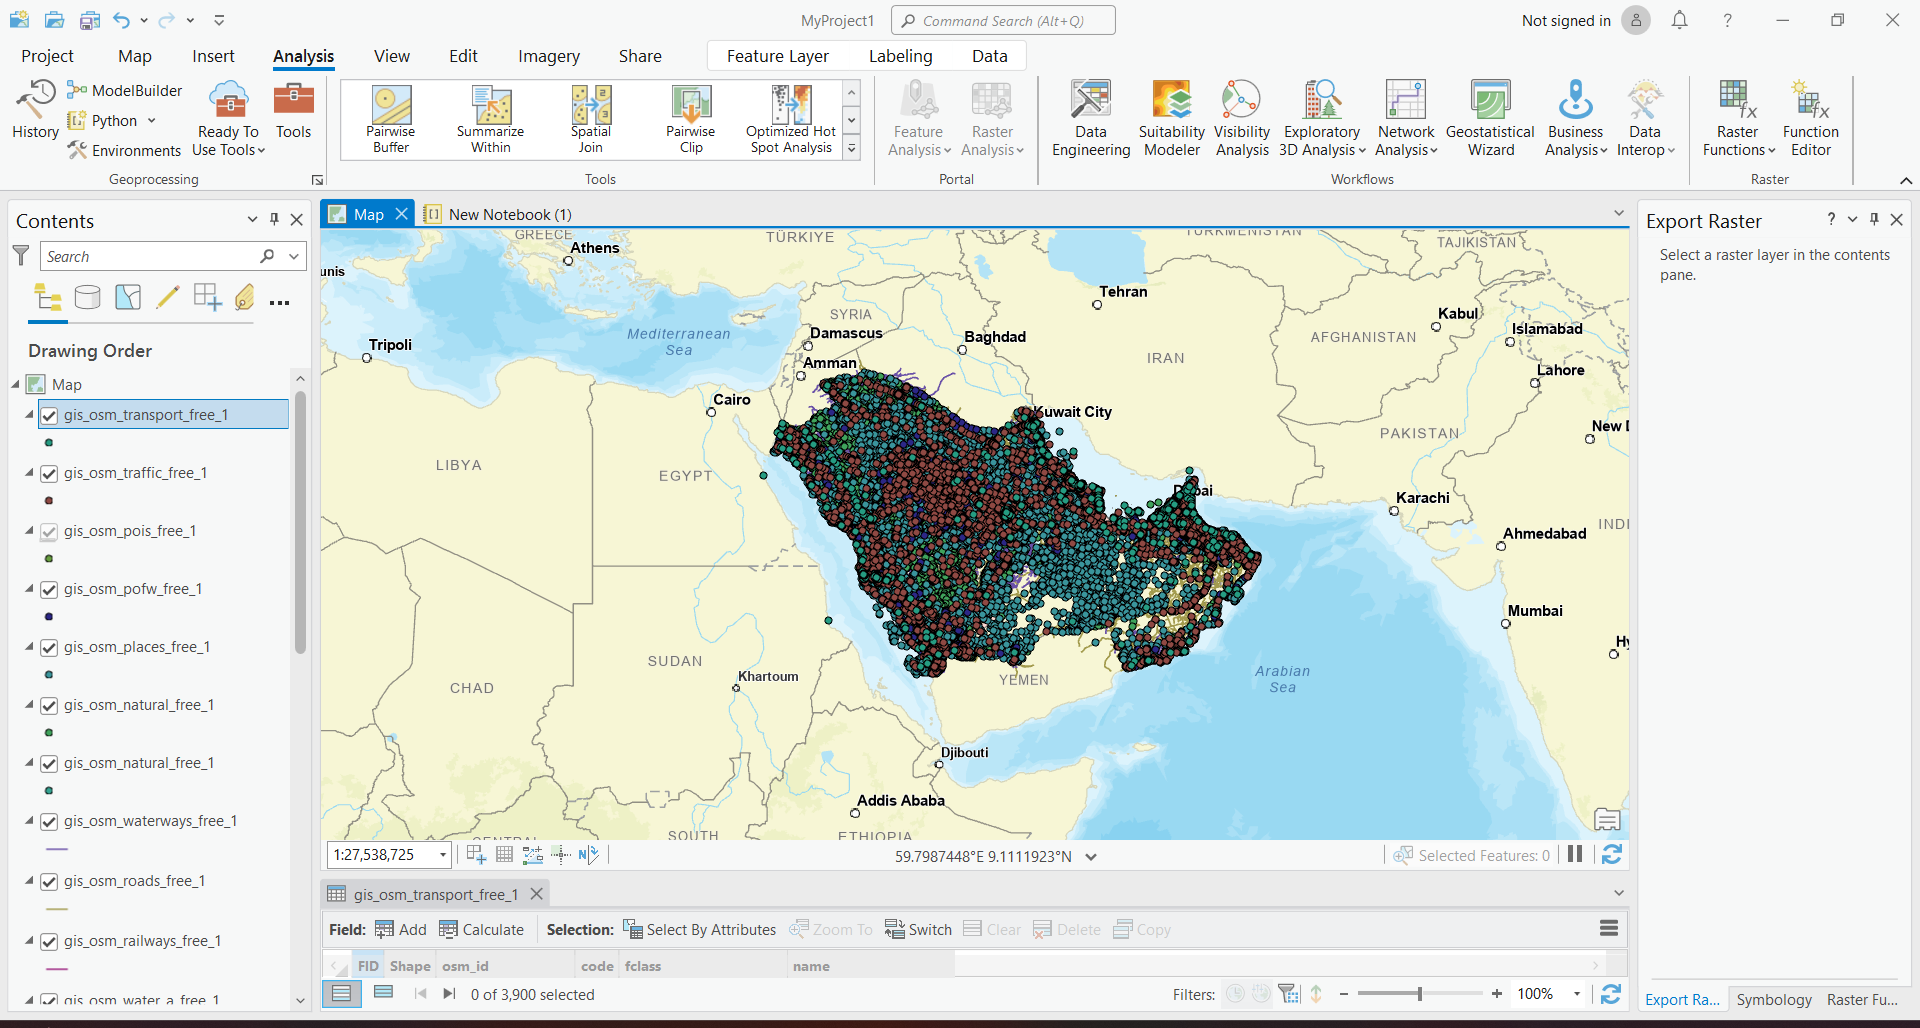 MyProject1
Command Search (Alt+Q)
Not signed in
Project Map Insert Analysis View Edit Imagery Share Feature Layer Labeling Data
History
ModelBuilder
Python
Environments
Ready To
Use Tools
Tools
Geoprocessing
Pairwise
Buffer
Summarize
Within
Spatial
Join
Pairwise
Clip
Optimized Hot
Spot Analysis
Tools
Feature
Analysis
Raster
Analysis
Portal
Data
Engineering
Suitability
Modeler
Visibility
Analysis
Exploratory
3D Analysis
Network
Analysis
Geostatistical
Wizard
Business
Analysis
Data
Interop
Workflows
Raster
Functions
Function
Editor
Raster
Contents
Search
Drawing Order
Map
gis_osm_transport_free_1
gis_osm_traffic_free_1
gis_osm_pois_free_1
gis_osm_pofw_free_1
gis_osm_places_free_1
gis_osm_natural_free_1
gis_osm_natural_free_1
gis_osm_waterways_free_1
gis_osm_roads_free_1
gis_osm_railways_free_1
gis_osm_water_a_free_1
Map
New Notebook (1)
GREECE
Athens
TÜRKIYE
TURKMENISTAN
TAJIKISTAN
unis
Tehran
Kabul
SYRIA
Damascus
Baghdad
AFGHANISTAN
Islamabad
Mediterranean
Sea
Tripoli
Amman
IRAN
Lahore
Cairo
Kuwait City
New D
PAKISTAN
LIBYA
EGYPT
Karachi
INDI
Ahmedabad
Mumbai
Hy
SUDAN
CHAD
Khartoum
YEMEN
Arabian
Sea
Djibouti
Addis Ababa
SOUTH
ETHIOPIA
CENTRAL
1:27,538,725
59.7987448°E 9.1111923°N
Selected Features: 0
gis_osm_transport_free_1
Field: Add Calculate Selection: Select By Attributes Zoom To Switch Clear Delete Copy
FID Shape osm_id code fclass name
0 of 3,900 selected
Filters:
100%
Export Raster
Select a raster layer in the contents
pane.
Export Ra... Symbology Raster Fu...